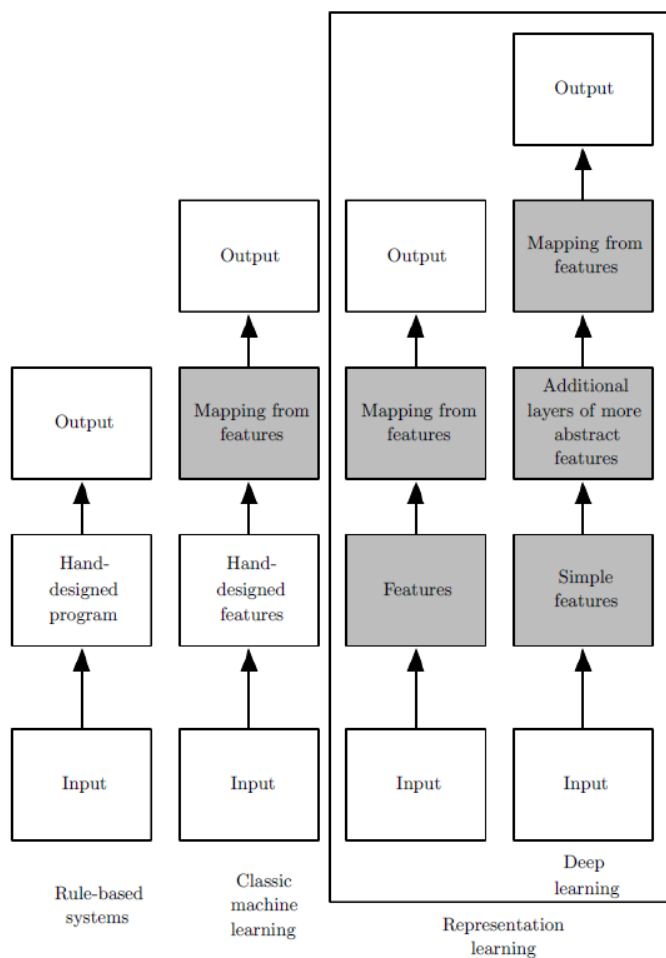 Output
Output
Output
Mapping from
features
Output
Mapping from
features
Mapping from
features
Additional
layers of more
abstract
features
Hand-
designed
program
Hand-
designed
features
Features
Simple
features
Input
Input
Input
Input
Rule-based
systems
Classic
machine
learning
Representation
learning
Deep
learning